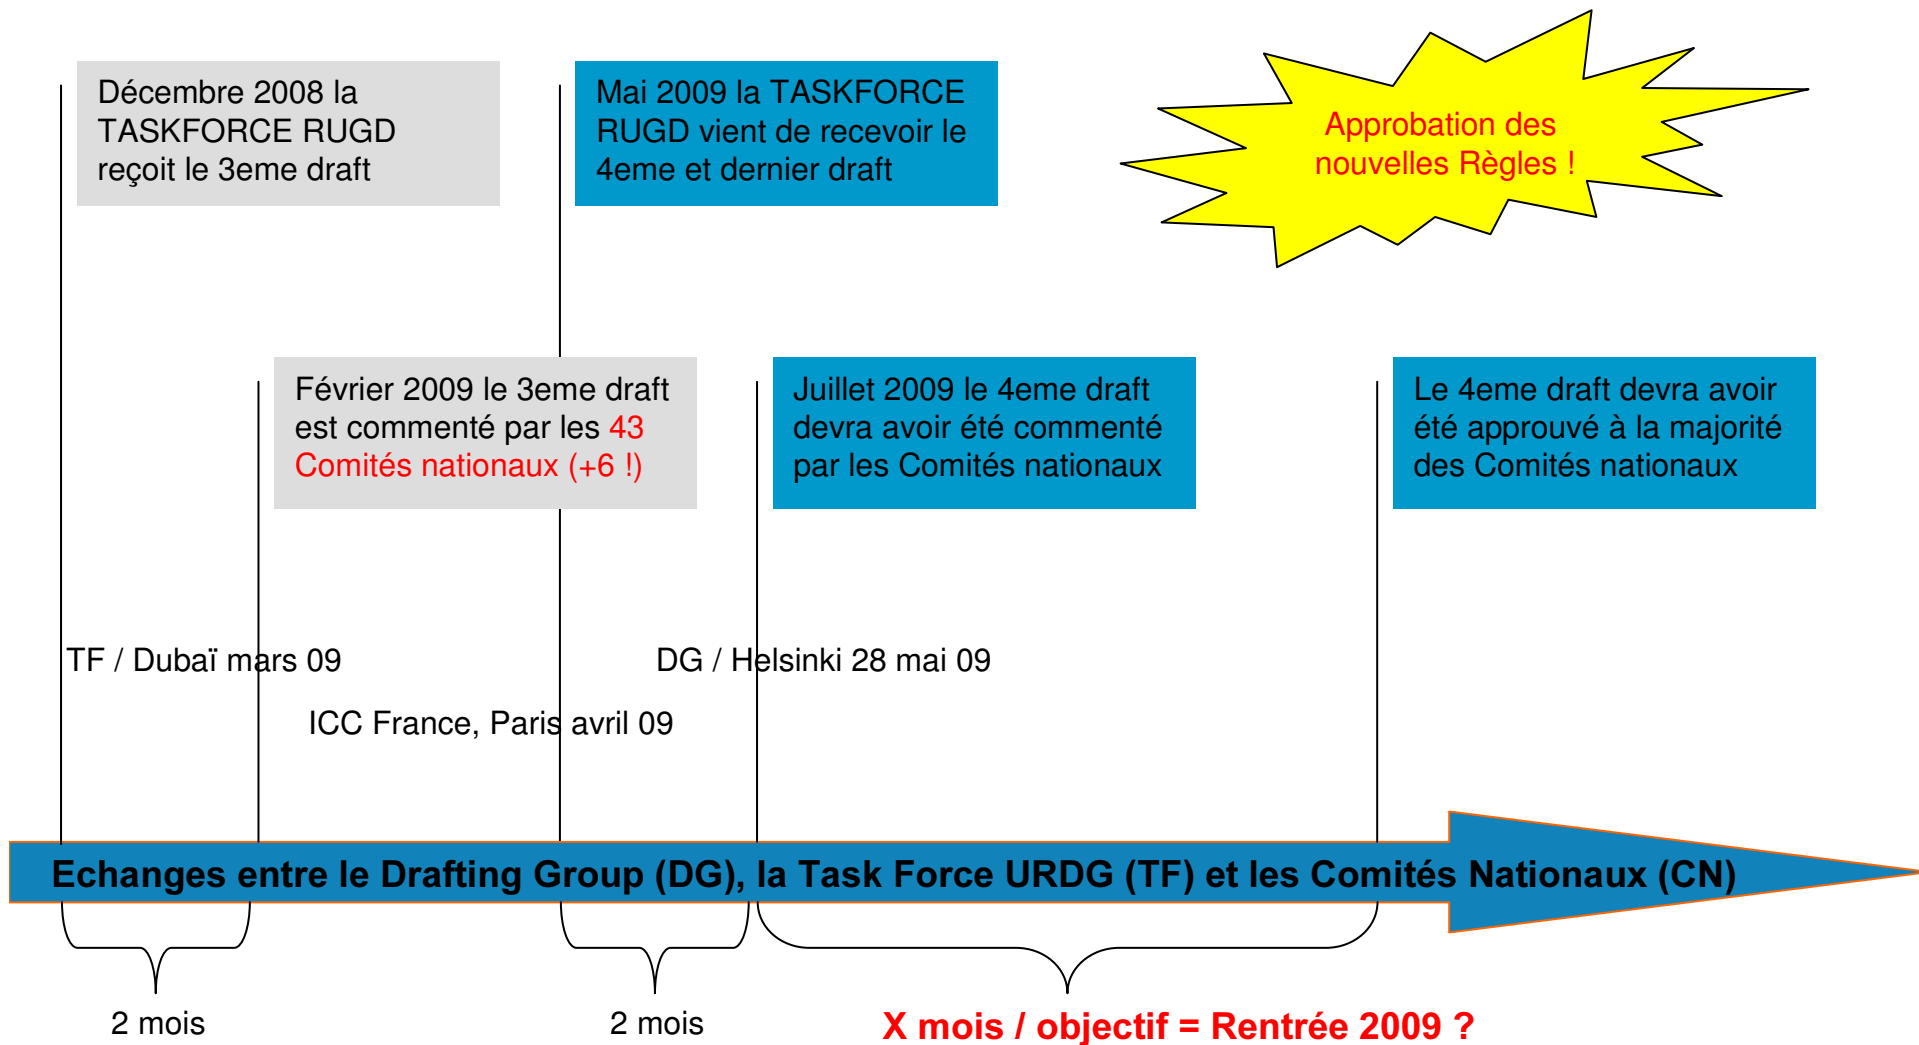 Décembre 2008 la
TASKFORCE RUGD
reçoit le 3eme draft
Mai 2009 la TASKFORCE
RUGD vient de recevoir le
4eme et dernier draft
Approbation des
nouvelles Règles !
Février 2009 le 3eme draft
est commenté par les 43
Comités nationaux (+6 !)
Juillet 2009 le 4eme draft
devra avoir été commenté
par les Comités nationaux
Le 4eme draft devra avoir
été approuvé à la majorité
des Comités nationaux
TF / Dubaï mars 09
DG / Helsinki 28 mai 09
ICC France, Paris avril 09
Echanges entre le Drafting Group (DG), la Task Force URDG (TF) et les Comités Nationaux (CN)
2 mois
2 mois
X mois / objectif = Rentrée 2009 ?